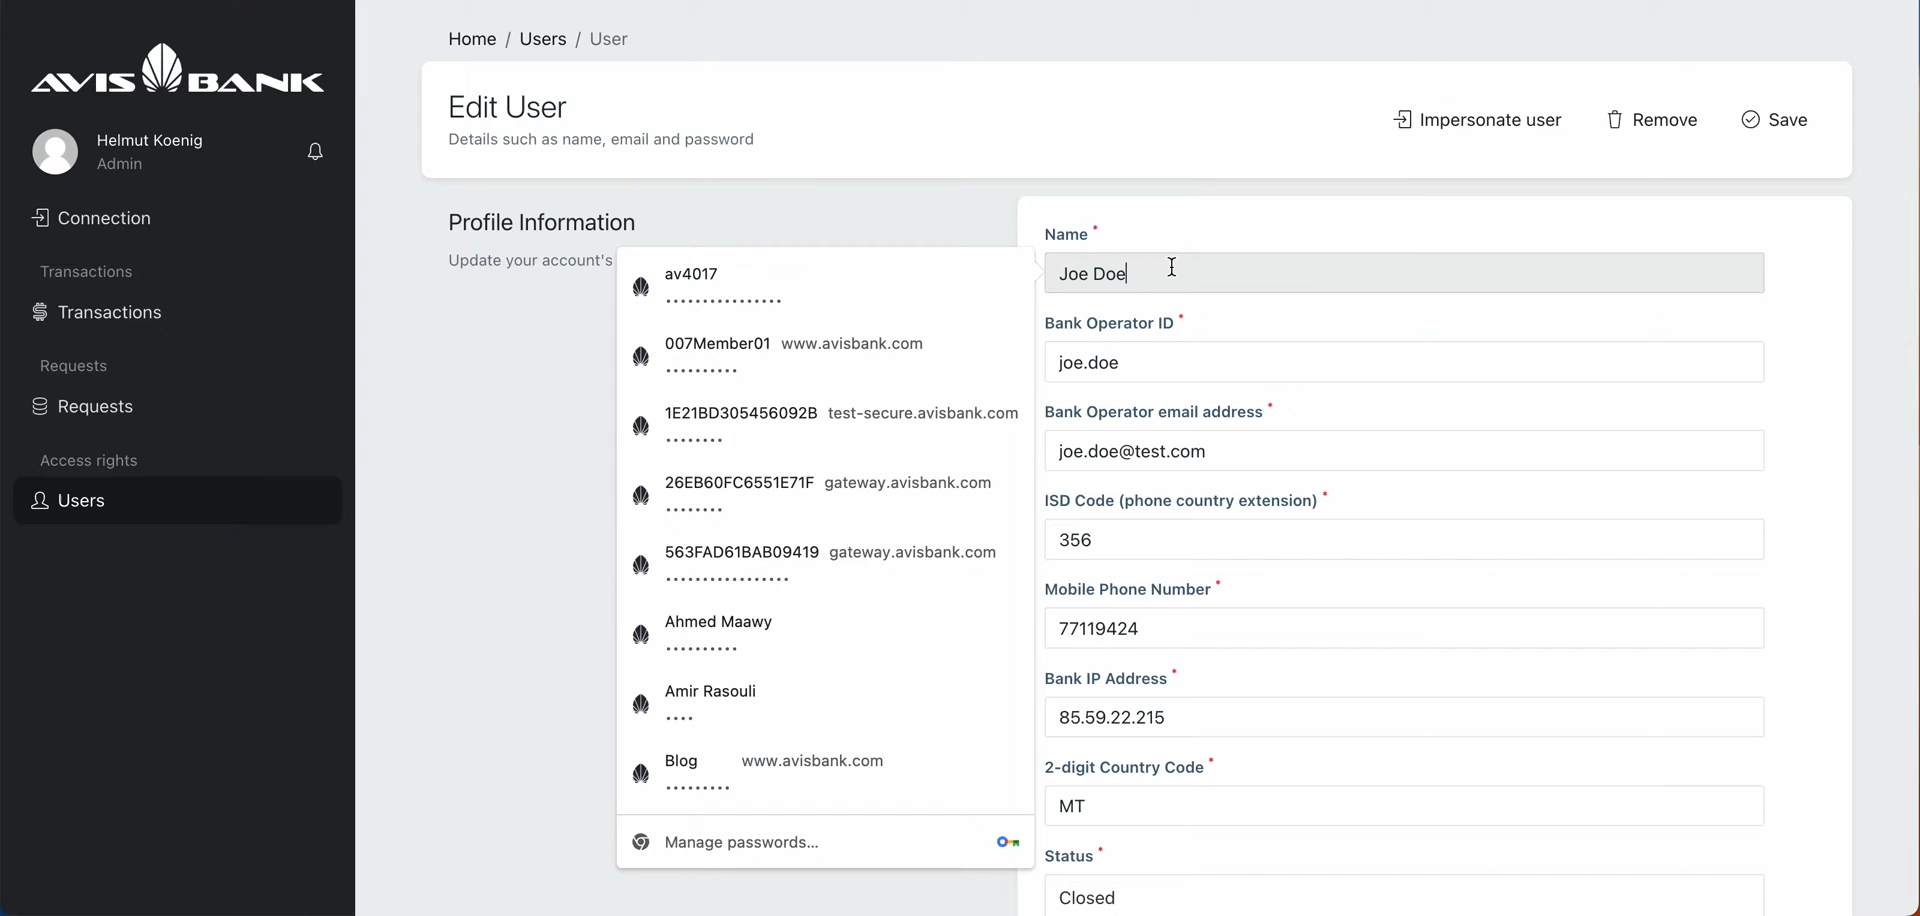 AVIS BANK
Helmut Koenig
Admin
Connection
Transactions
Transactions
Requests
Requests
Access rights
Users
Home / Users / User
Edit User
Details such as name, email and password
Impersonate user
Remove
Save
Profile Information
Update your account's
av4017
••••••••••••••••
007Member01 www.avisbank.com
••••••••••
1E21BD305456092B test-secure.avisbank.com
••••••••
26EB60FC6551E71F gateway.avisbank.com
••••••••
563FAD61BAB09419 gateway.avisbank.com
•••••••••••••••••
Ahmed Maawy
••••••••••
Amir Rasouli
••••
Blog www.avisbank.com
•••••••••
Manage passwords...
Name *
Joe Doe
Bank Operator ID *
joe.doe
Bank Operator email address *
joe.doe@test.com
ISD Code (phone country extension) *
356
Mobile Phone Number *
77119424
Bank IP Address *
85.59.22.215
2-digit Country Code *
MT
Status *
Closed